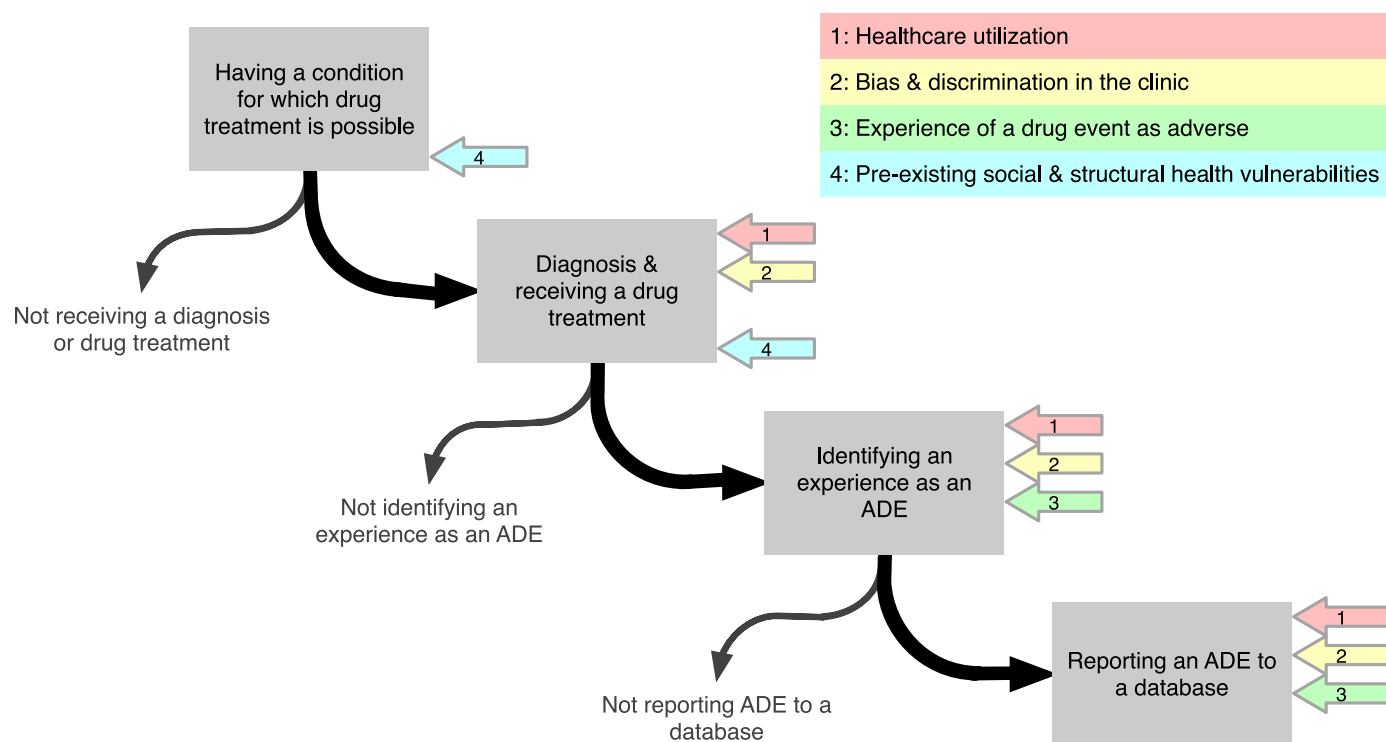 Having a condition
for which drug
treatment is possible
4
1: Healthcare utilization
2: Bias & discrimination in the clinic
3: Experience of a drug event as adverse
4: Pre-existing social & structural health vulnerabilities
Not receiving a diagnosis
or drug treatment
Diagnosis &
receiving a drug
treatment
1
2
4
Not identifying an
experience as an ADE
Identifying an
experience as an
ADE
1
2
3
Not reporting ADE to a
database
Reporting an ADE to
a database
1
2
3